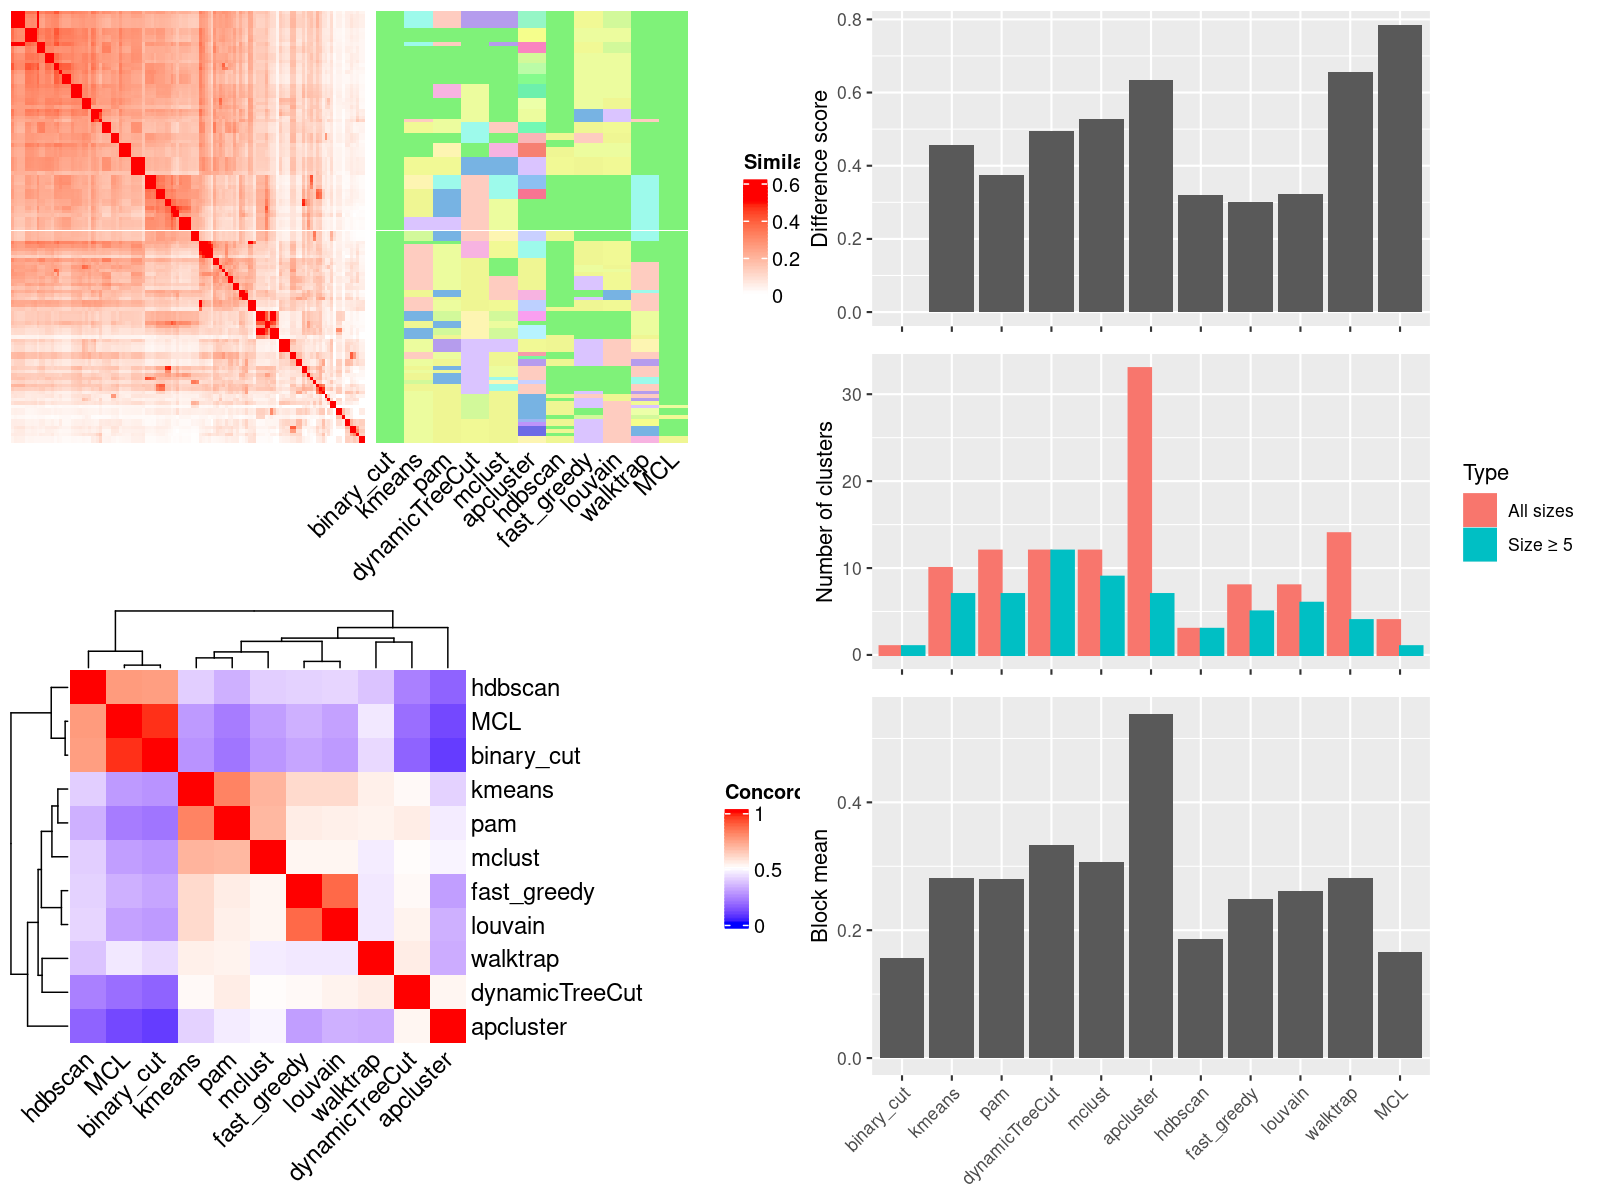 Simila
0.6
0.4
0.2
0
binary_cut
kmeans
pam
dynamicTreeCut
mclust
apcluster
hdbscan
fast_greedy
louvain
walktrap
MCL
hdbscan
MCL
binary_cut
kmeans
pam
mclust
fast_greedy
louvain
walktrap
dynamicTreeCut
apcluster
hdbscan
MCL
binary_cut
kmeans
pam
mclust
fast_greedy
louvain
walktrap
dynamicTreeCut
apcluster
Concord
1
0.5
0
Difference score
0.8
0.6
0.4
0.2
0.0
Number of clusters
30
20
10
0
Type
All sizes
Size ≥ 5
Block mean
0.4
0.2
0.0
binary_cut
kmeans
pam
dynamicTreeCut
mclust
apcluster
hdbscan
fast_greedy
louvain
walktrap
MCL